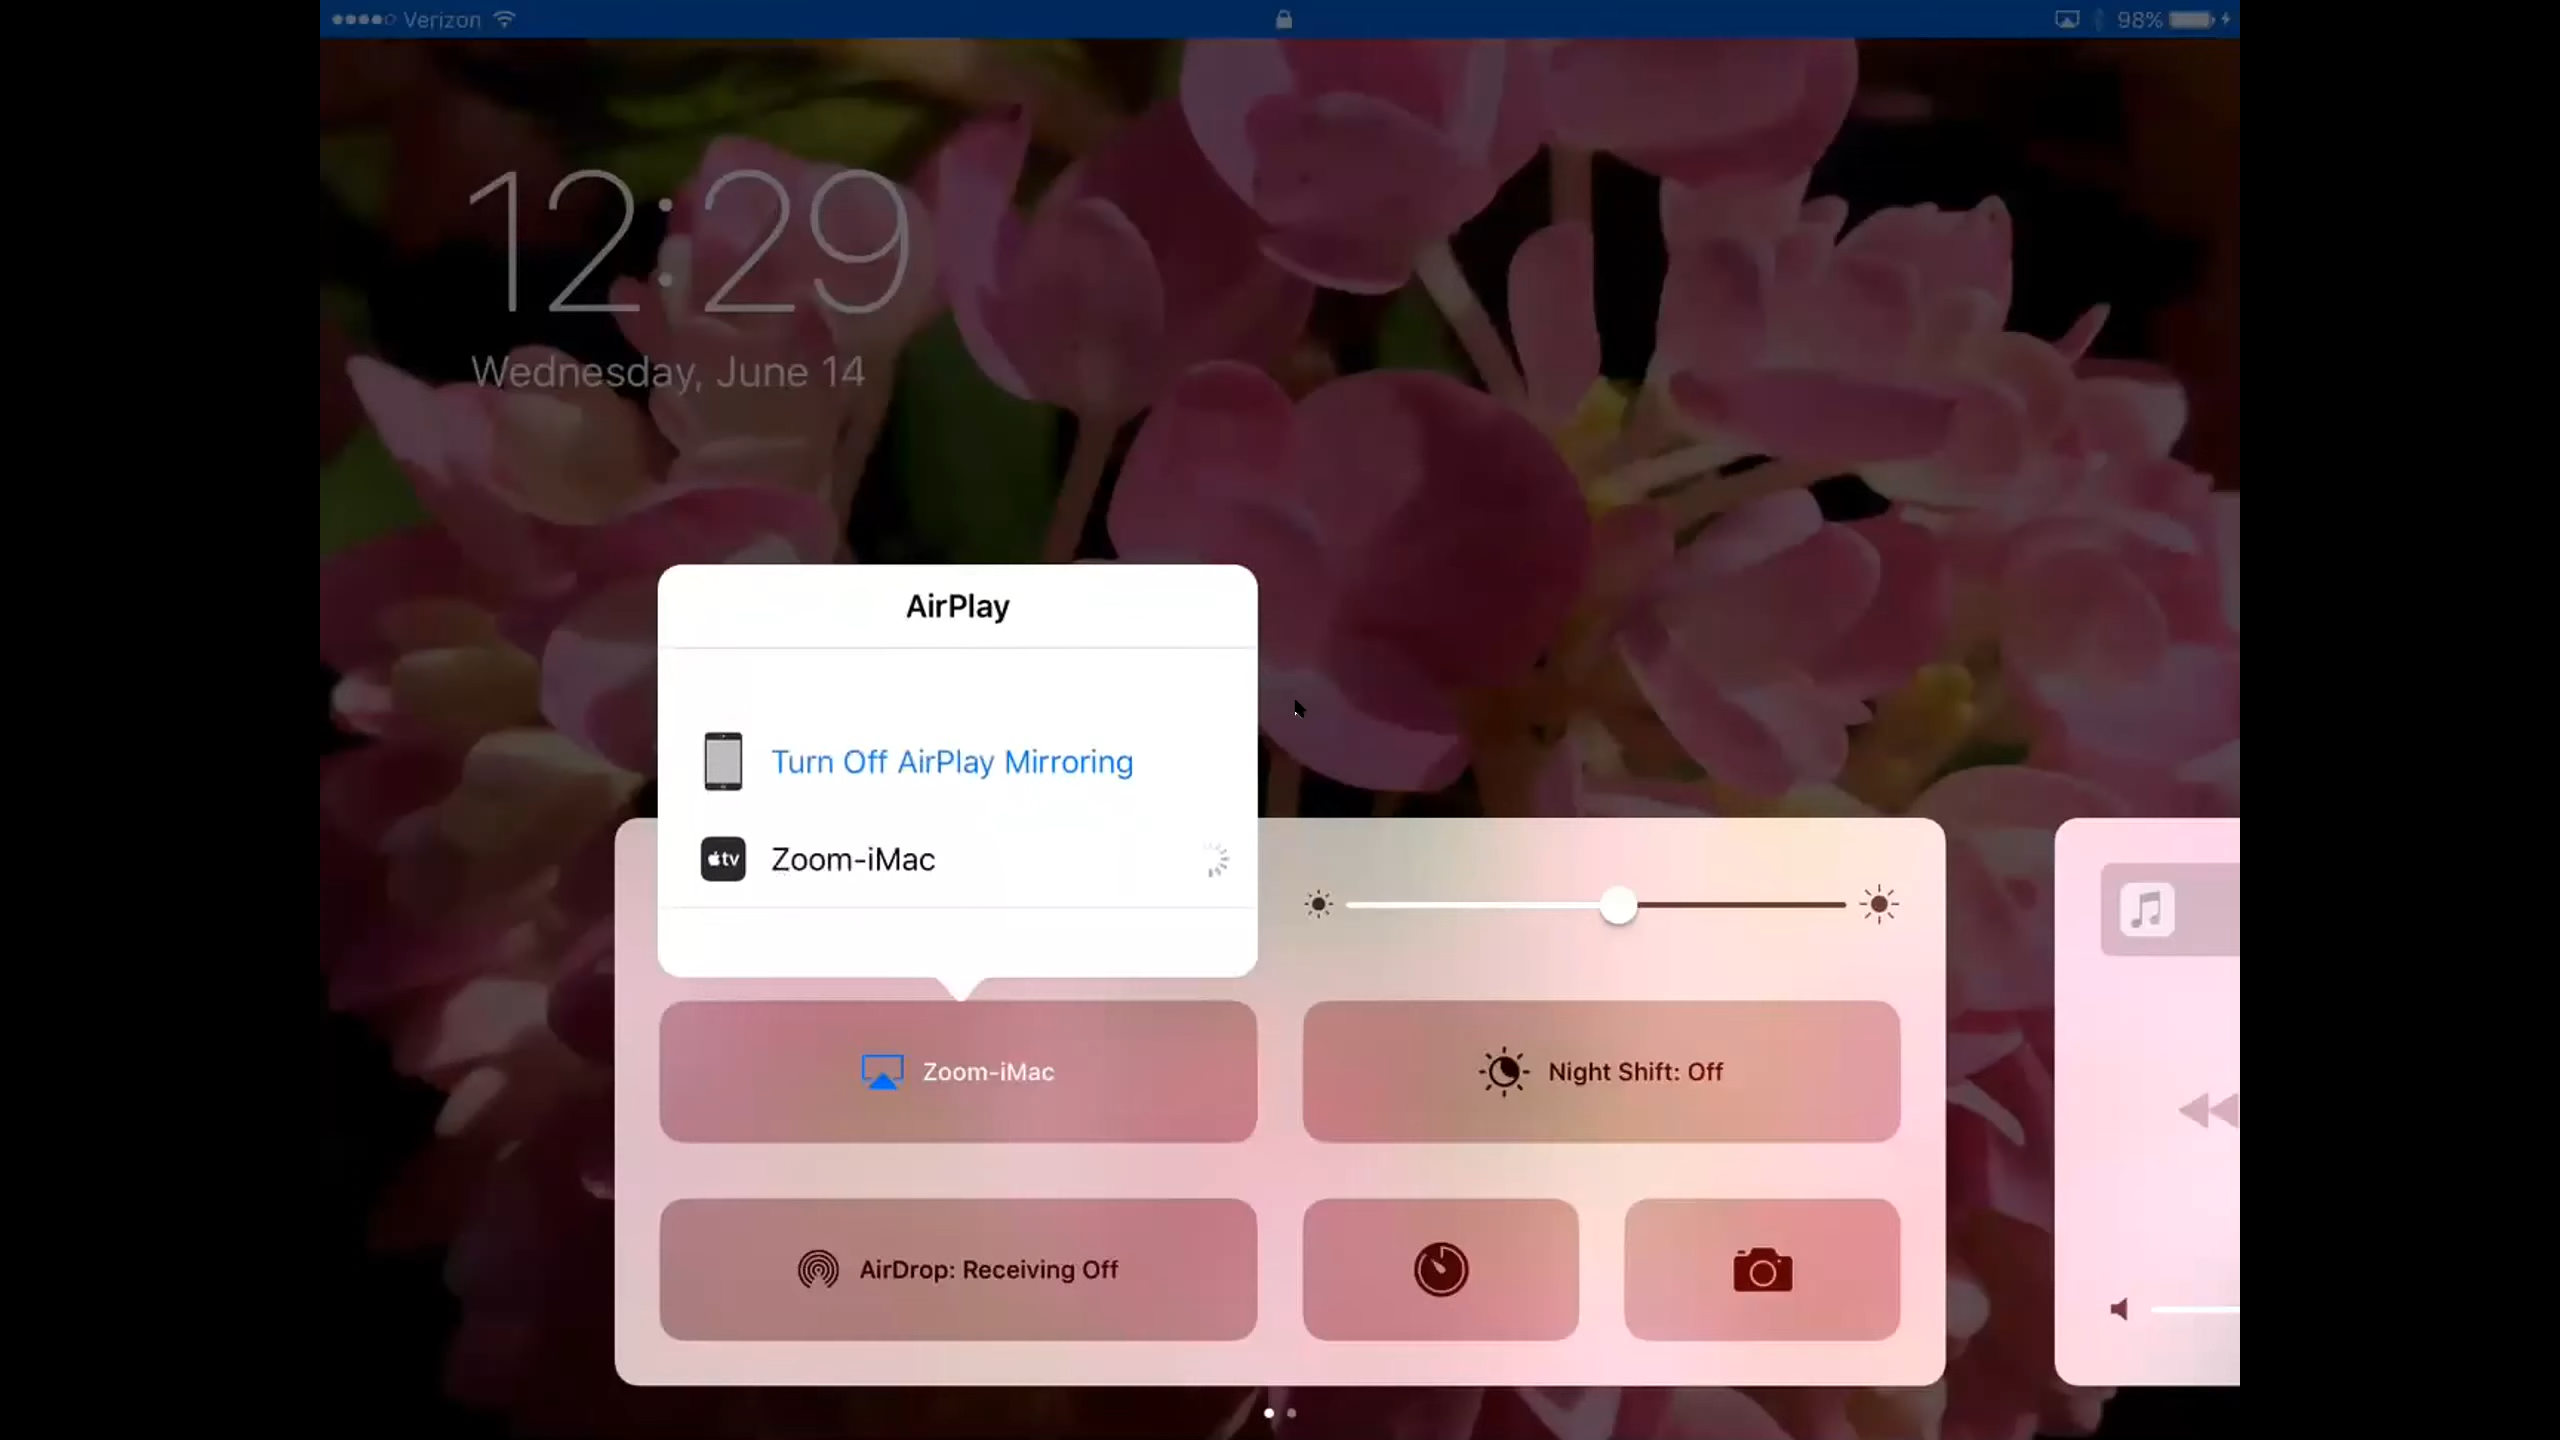 Verizon
98%
12:29
Wednesday, June 14
AirPlay
Turn Off AirPlay Mirroring
tv Zoom-iMac
Zoom-iMac
Night Shift: Off
AirDrop: Receiving Off